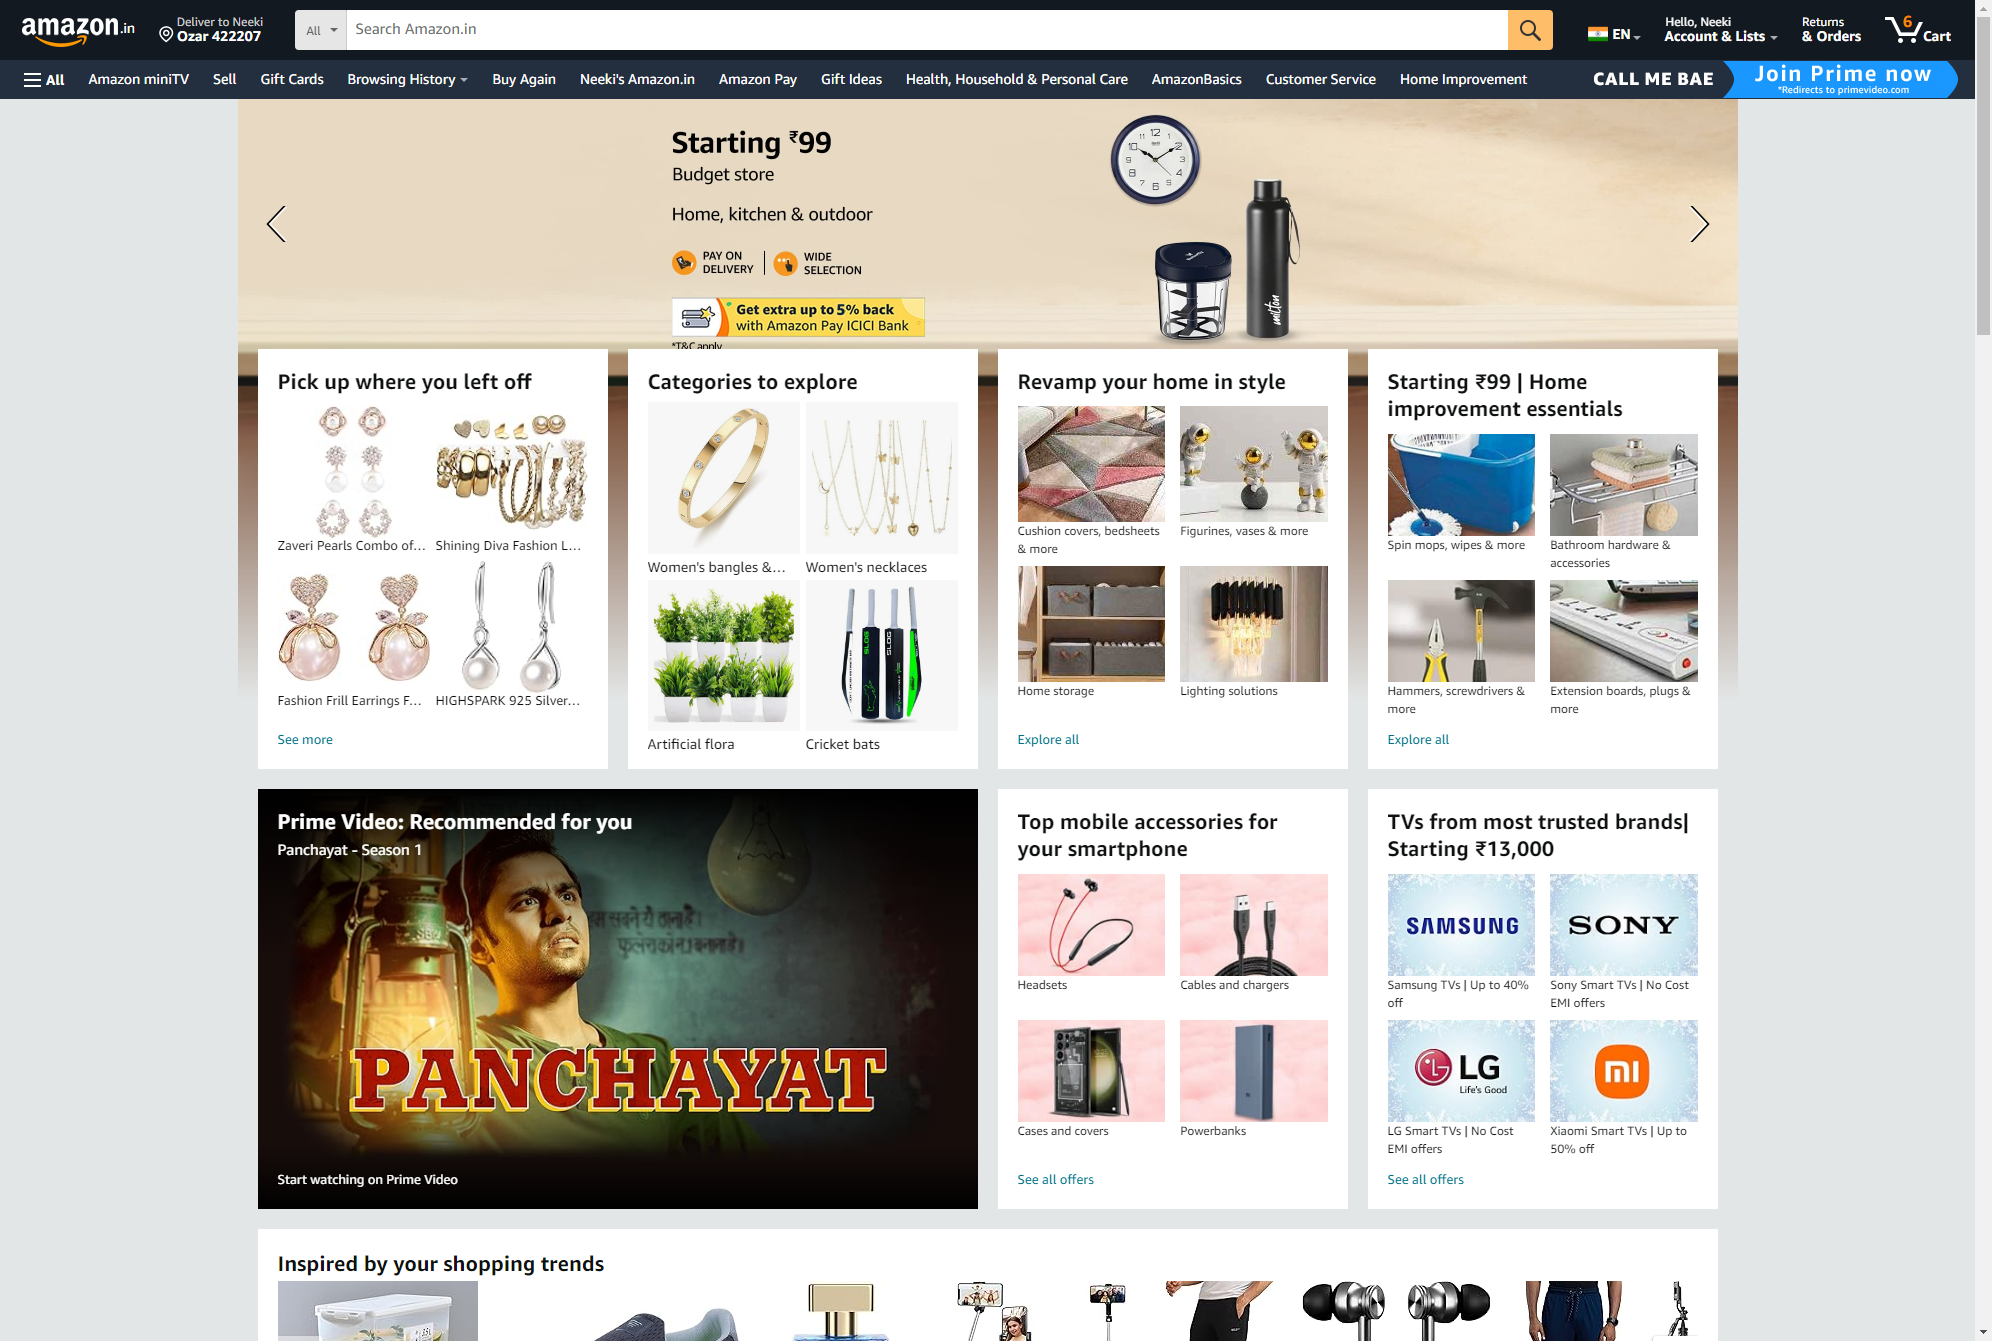 amazon.in
Deliver to Neeki
Ozar 422207
All
Search Amazon.in
EN
Hello, Neeki
Account & Lists
Returns
& Orders
6
Cart
All
Amazon miniTV
Sell
Gift Cards
Browsing History
Buy Again
Neeki's Amazon.in
Amazon Pay
Gift Ideas
Health, Household & Personal Care
AmazonBasics
Customer Service
Home Improvement
CALL ME BAE
Join Prime now
*Redirects to primevideo.com
Starting ₹99
Budget store
Home, kitchen & outdoor
PAY ON
DELIVERY
WIDE
SELECTION
Get extra up to 5% back
with Amazon Pay ICICI Bank
*T&C apply
milton
Pick up where you left off
Zaveri Pearls Combo of...
Shining Diva Fashion L...
Fashion Frill Earrings F...
HIGHSPARK 925 Silver...
See more
Categories to explore
Women's bangles &...
Women's necklaces
SLOG
SLOG
Artificial flora
Cricket bats
Revamp your home in style
Cushion covers, bedsheets
& more
Figurines, vases & more
Home storage
Lighting solutions
Explore all
Starting ₹99 | Home
improvement essentials
Spin mops, wipes & more
Bathroom hardware &
accessories
Hammers, screwdrivers &
more
Extension boards, plugs &
more
Explore all
Prime Video: Recommended for you
Panchayat - Season 1
PANCHAYAT
Start watching on Prime Video
Top mobile accessories for
your smartphone
Headsets
Cables and chargers
Cases and covers
Powerbanks
See all offers
TVs from most trusted brands|
Starting ₹13,000
SAMSUNG
SONY
Samsung TVs | Up to 40%
off
Sony Smart TVs | No Cost
EMI offers
LG
Life's Good
mi
LG Smart TVs | No Cost
EMI offers
Xiaomi Smart TVs | Up to
50% off
See all offers
Inspired by your shopping trends